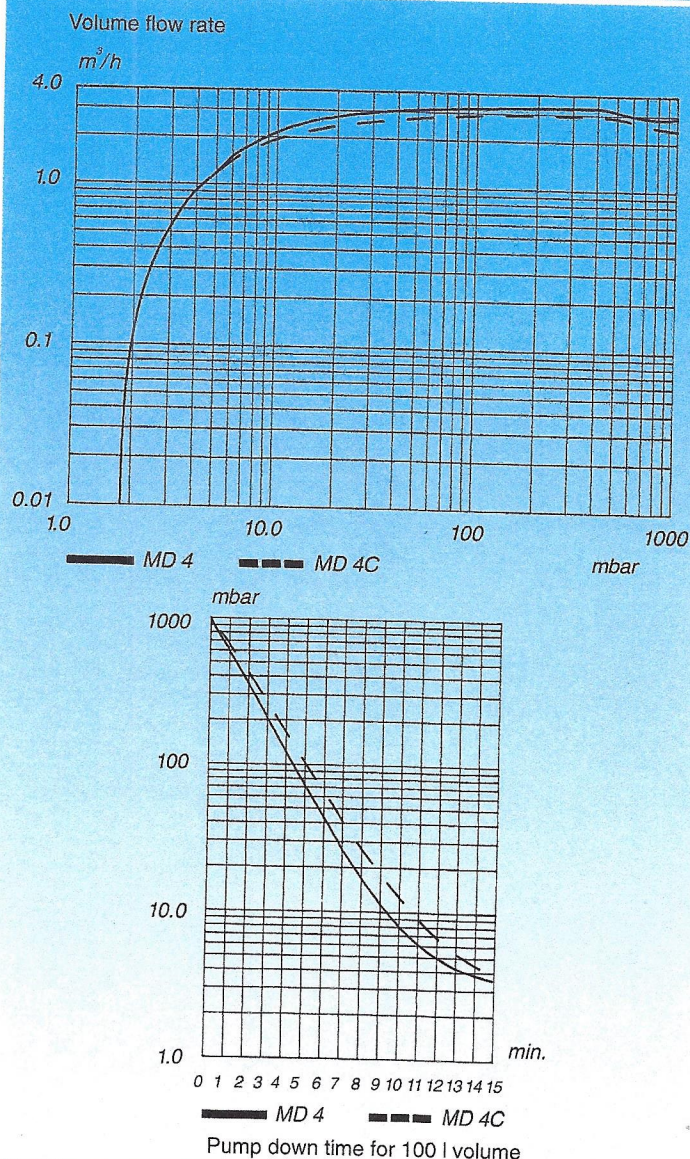 Volume flow rate
m³/h
4.0
1.0
0.1
0.01
1.0 10.0 100 1000
MD 4 MD 4C mbar
mbar
1000
100
10.0
1.0
min.
0 1 2 3 4 5 6 7 8 9 10 11 12 13 14 15
MD 4 MD 4C
Pump down time for 100 l volume